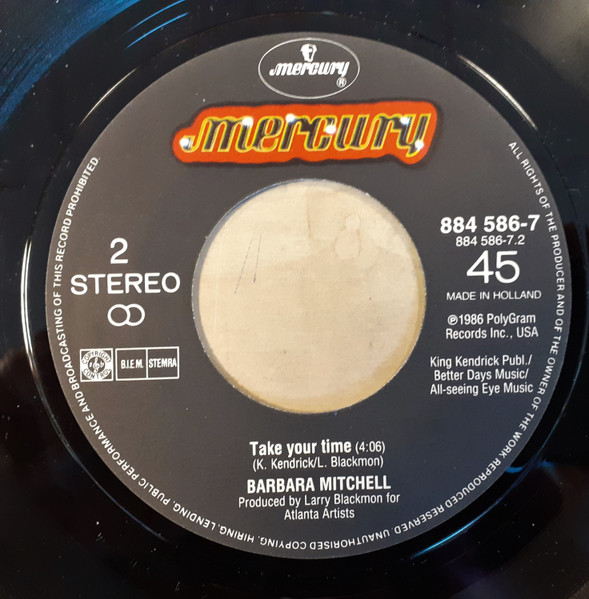 mercury
®
mercury
2
STEREO
884 586-7
884 586-7.2
45
MADE IN HOLLAND
℗1986 PolyGram
Records Inc., USA
COPYRIGHT
CONTROL
B.I.E.M. STEMRA
King Kendrick Publ./
Better Days Music/
All-seeing Eye Music
Take your time (4:06)
(K. Kendrick/L. Blackmon)
BARBARA MITCHELL
Produced by Larry Blackmon for
Atlanta Artists
ALL RIGHTS OF THE PRODUCER AND OF THE OWNER OF THE WORK REPRODUCED RESERVED. UNAUTHORISED COPYING, HIRING, LENDING, PUBLIC PERFORMANCE AND BROADCASTING OF THIS RECORD PROHIBITED.